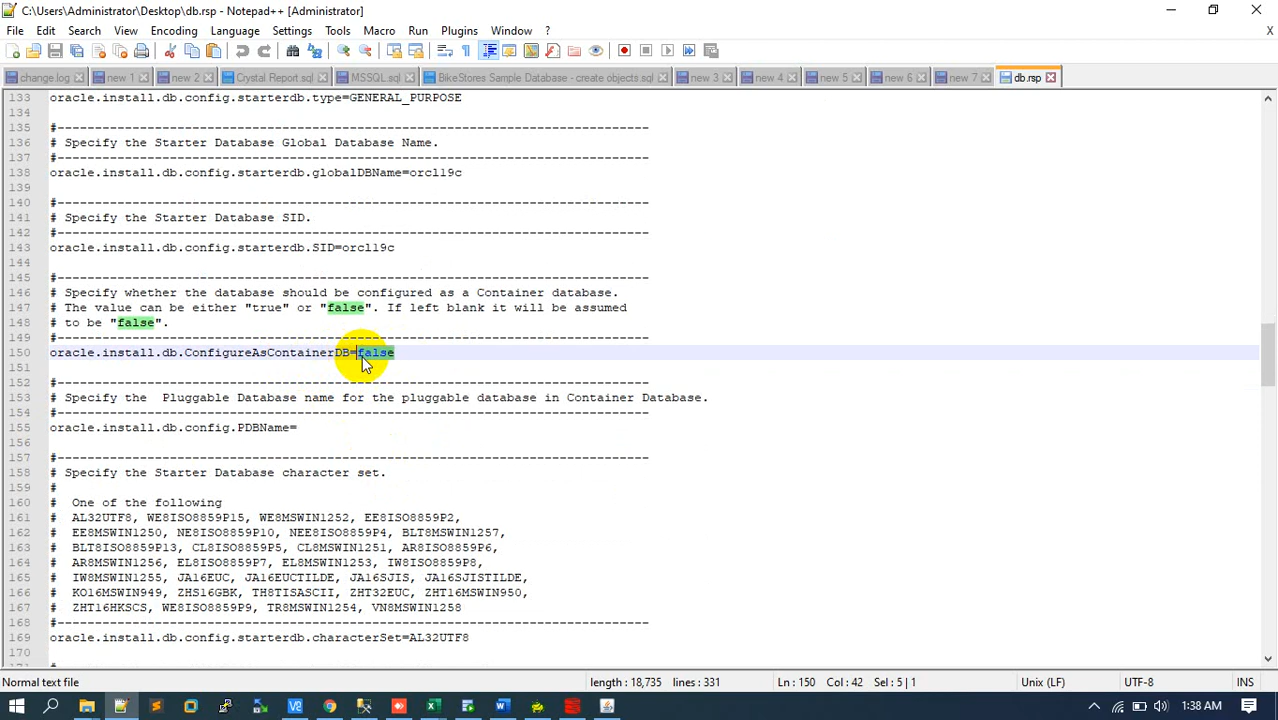 C:\Users\Administrator\Desktop\db.rsp - Notepad++ [Administrator]
File Edit Search View Encoding Language Settings Tools Macro Run Plugins Window ? X
change.log new 1 new 2 Crystal Report.sql MSSQL.sql BikeStores Sample Database - create objects.sql new 3 new 4 new 5 new 6 new 7 db.rsp
133 oracle.install.db.config.starterdb.type=GENERAL_PURPOSE
134
135 #-------------------------------------------------------------------------------
136 # Specify the Starter Database Global Database Name.
137 #-------------------------------------------------------------------------------
138 oracle.install.db.config.starterdb.globalDBName=orcl19c
139
140 #-------------------------------------------------------------------------------
141 # Specify the Starter Database SID.
142 #-------------------------------------------------------------------------------
143 oracle.install.db.config.starterdb.SID=orcl19c
144
145 #-------------------------------------------------------------------------------
146 # Specify whether the database should be configured as a Container database.
147 # The value can be either "true" or "false". If left blank it will be assumed
148 # to be "false".
149 #-------------------------------------------------------------------------------
150 oracle.install.db.ConfigureAsContainerDB=false
151
152 #-------------------------------------------------------------------------------
153 # Specify the  Pluggable Database name for the pluggable database in Container Database.
154 #-------------------------------------------------------------------------------
155 oracle.install.db.config.PDBName=
156
157 #-------------------------------------------------------------------------------
158 # Specify the Starter Database character set.
159 #
160 #  One of the following
161 #  AL32UTF8, WE8ISO8859P15, WE8MSWIN1252, EE8ISO8859P2,
162 #  EE8MSWIN1250, NE8ISO8859P10, NEE8ISO8859P4, BLT8MSWIN1257,
163 #  BLT8ISO8859P13, CL8ISO8859P5, CL8MSWIN1251, AR8ISO8859P6,
164 #  AR8MSWIN1256, EL8ISO8859P7, EL8MSWIN1253, IW8ISO8859P8,
165 #  IW8MSWIN1255, JA16EUC, JA16EUCTILDE, JA16SJIS, JA16SJISTILDE,
166 #  KO16MSWIN949, ZHS16GBK, TH8TISASCII, ZHT32EUC, ZHT16MSWIN950,
167 #  ZHT16HKSCS, WE8ISO8859P9, TR8MSWIN1254, VN8MSWIN1258
168 #-------------------------------------------------------------------------------
169 oracle.install.db.config.starterdb.characterSet=AL32UTF8
170
Normal text file length : 18,735 lines : 331 Ln : 150 Col : 42 Sel : 5 | 1 Unix (LF) UTF-8 INS
1:38 AM